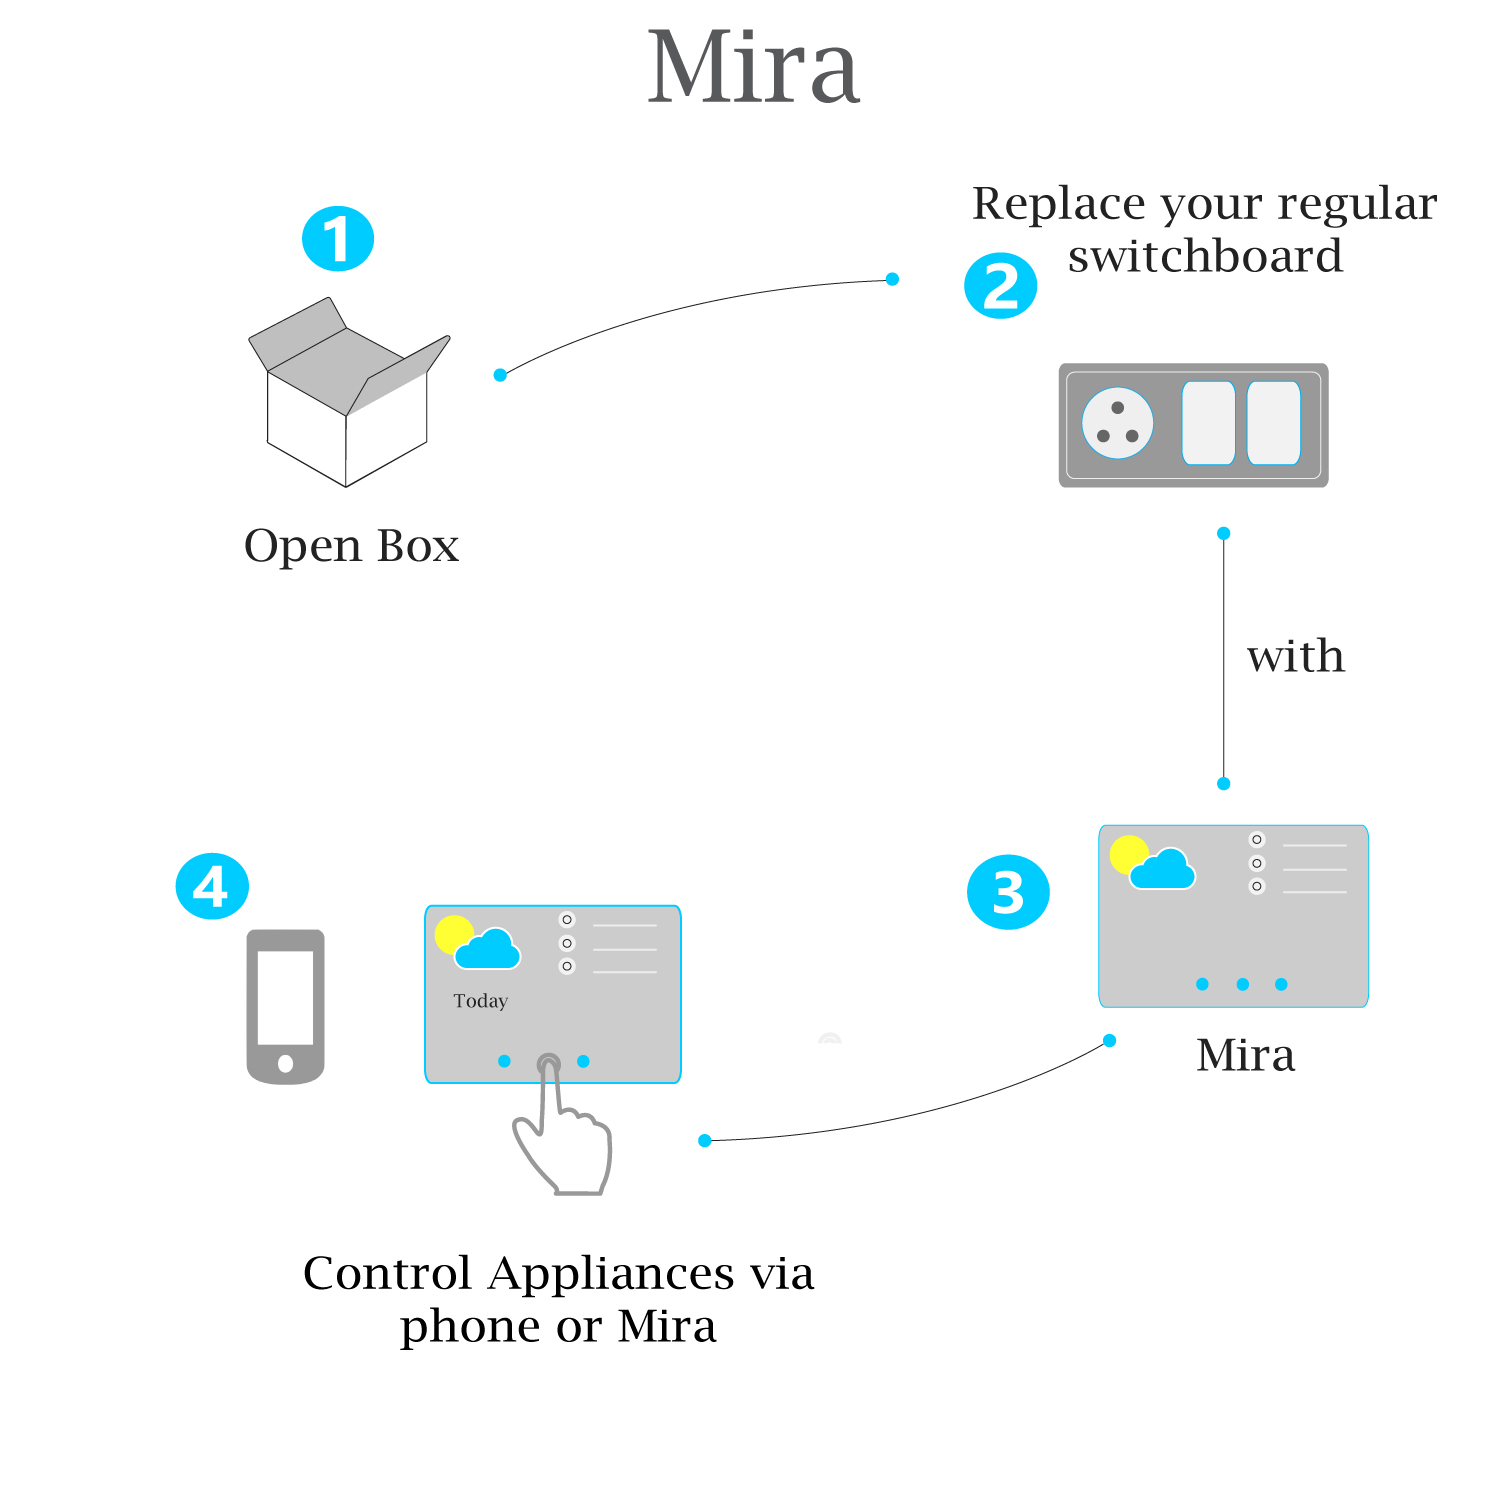 Mira
1
Open Box
Replace your regular
switchboard
2
with
3
Mira
4
Today
Control Appliances via
phone or Mira